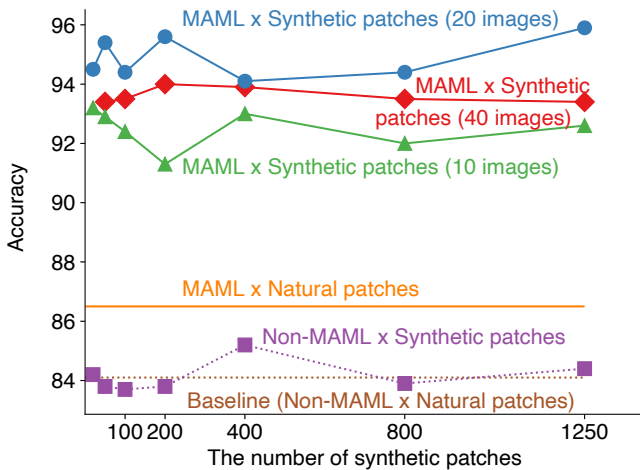 96
MAML x Synthetic patches (20 images)
94
MAML x Synthetic
patches (40 images)
92
MAML x Synthetic patches (10 images)
90
Accuracy
88
MAML x Natural patches
86
Non-MAML x Synthetic patches
84
Baseline (Non-MAML x Natural patches)
100 200 400 800 1250
The number of synthetic patches